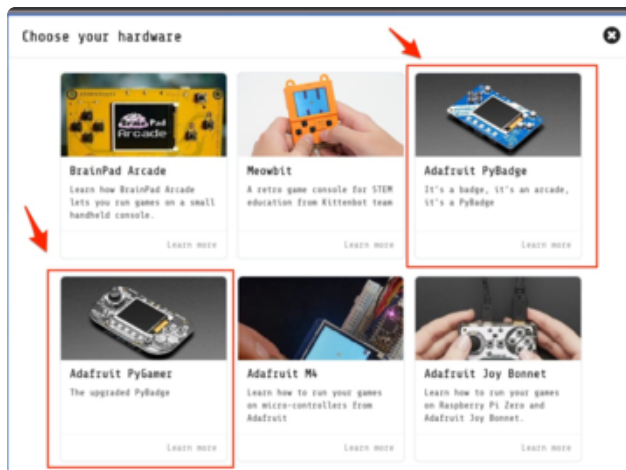 Choose your hardware
BrainPad
Arcade
BrainPad Arcade
Learn how BrainPad Arcade
lets you run games on a small
handheld console.
Learn more
Meowbit
A retro game console for STEM
education from Kittenbot team
Learn more
Adafruit PyBadge
It's a badge, it's an arcade,
it's a PyBadge
Learn more
Adafruit PyGamer
The upgraded PyBadge
Learn more
Adafruit M4
Learn how to run your games
on micro-controllers from
Adafruit
Learn more
Adafruit Joy Bonnet
Learn how to run your games
on Raspberry Pi Zero and
Adafruit Joy Bonnet.
Learn more